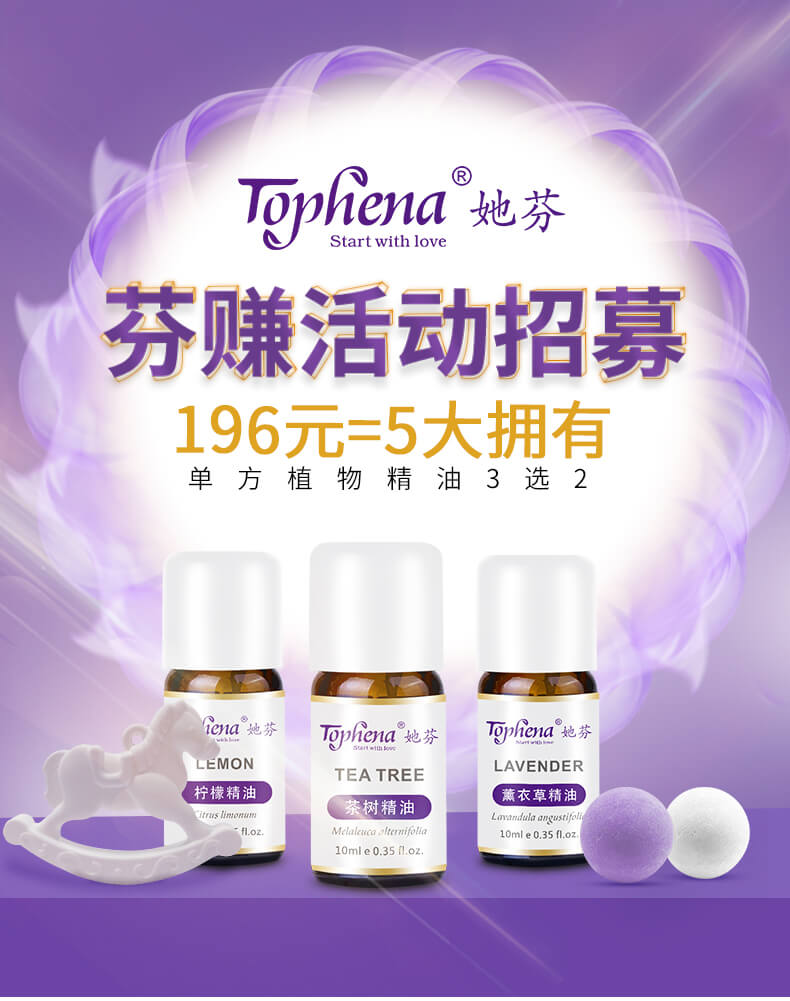 Tophena® 她芬
Start with love
芬赚活动招募
196元=5大拥有
单方植物精油3选2
phena® 她芬
t with love
LEMON
柠檬精油
Citrus limonum
5 fl.oz.
Tophena® 她芬
Start with love
TEA TREE
茶树精油
Melaleuca alternifolia
10ml e 0.35 fl.oz.
Tophena® 她芬
Start with love
LAVENDER
薰衣草精油
Lavandula angustifolia
10ml e 0.35 fl.oz.